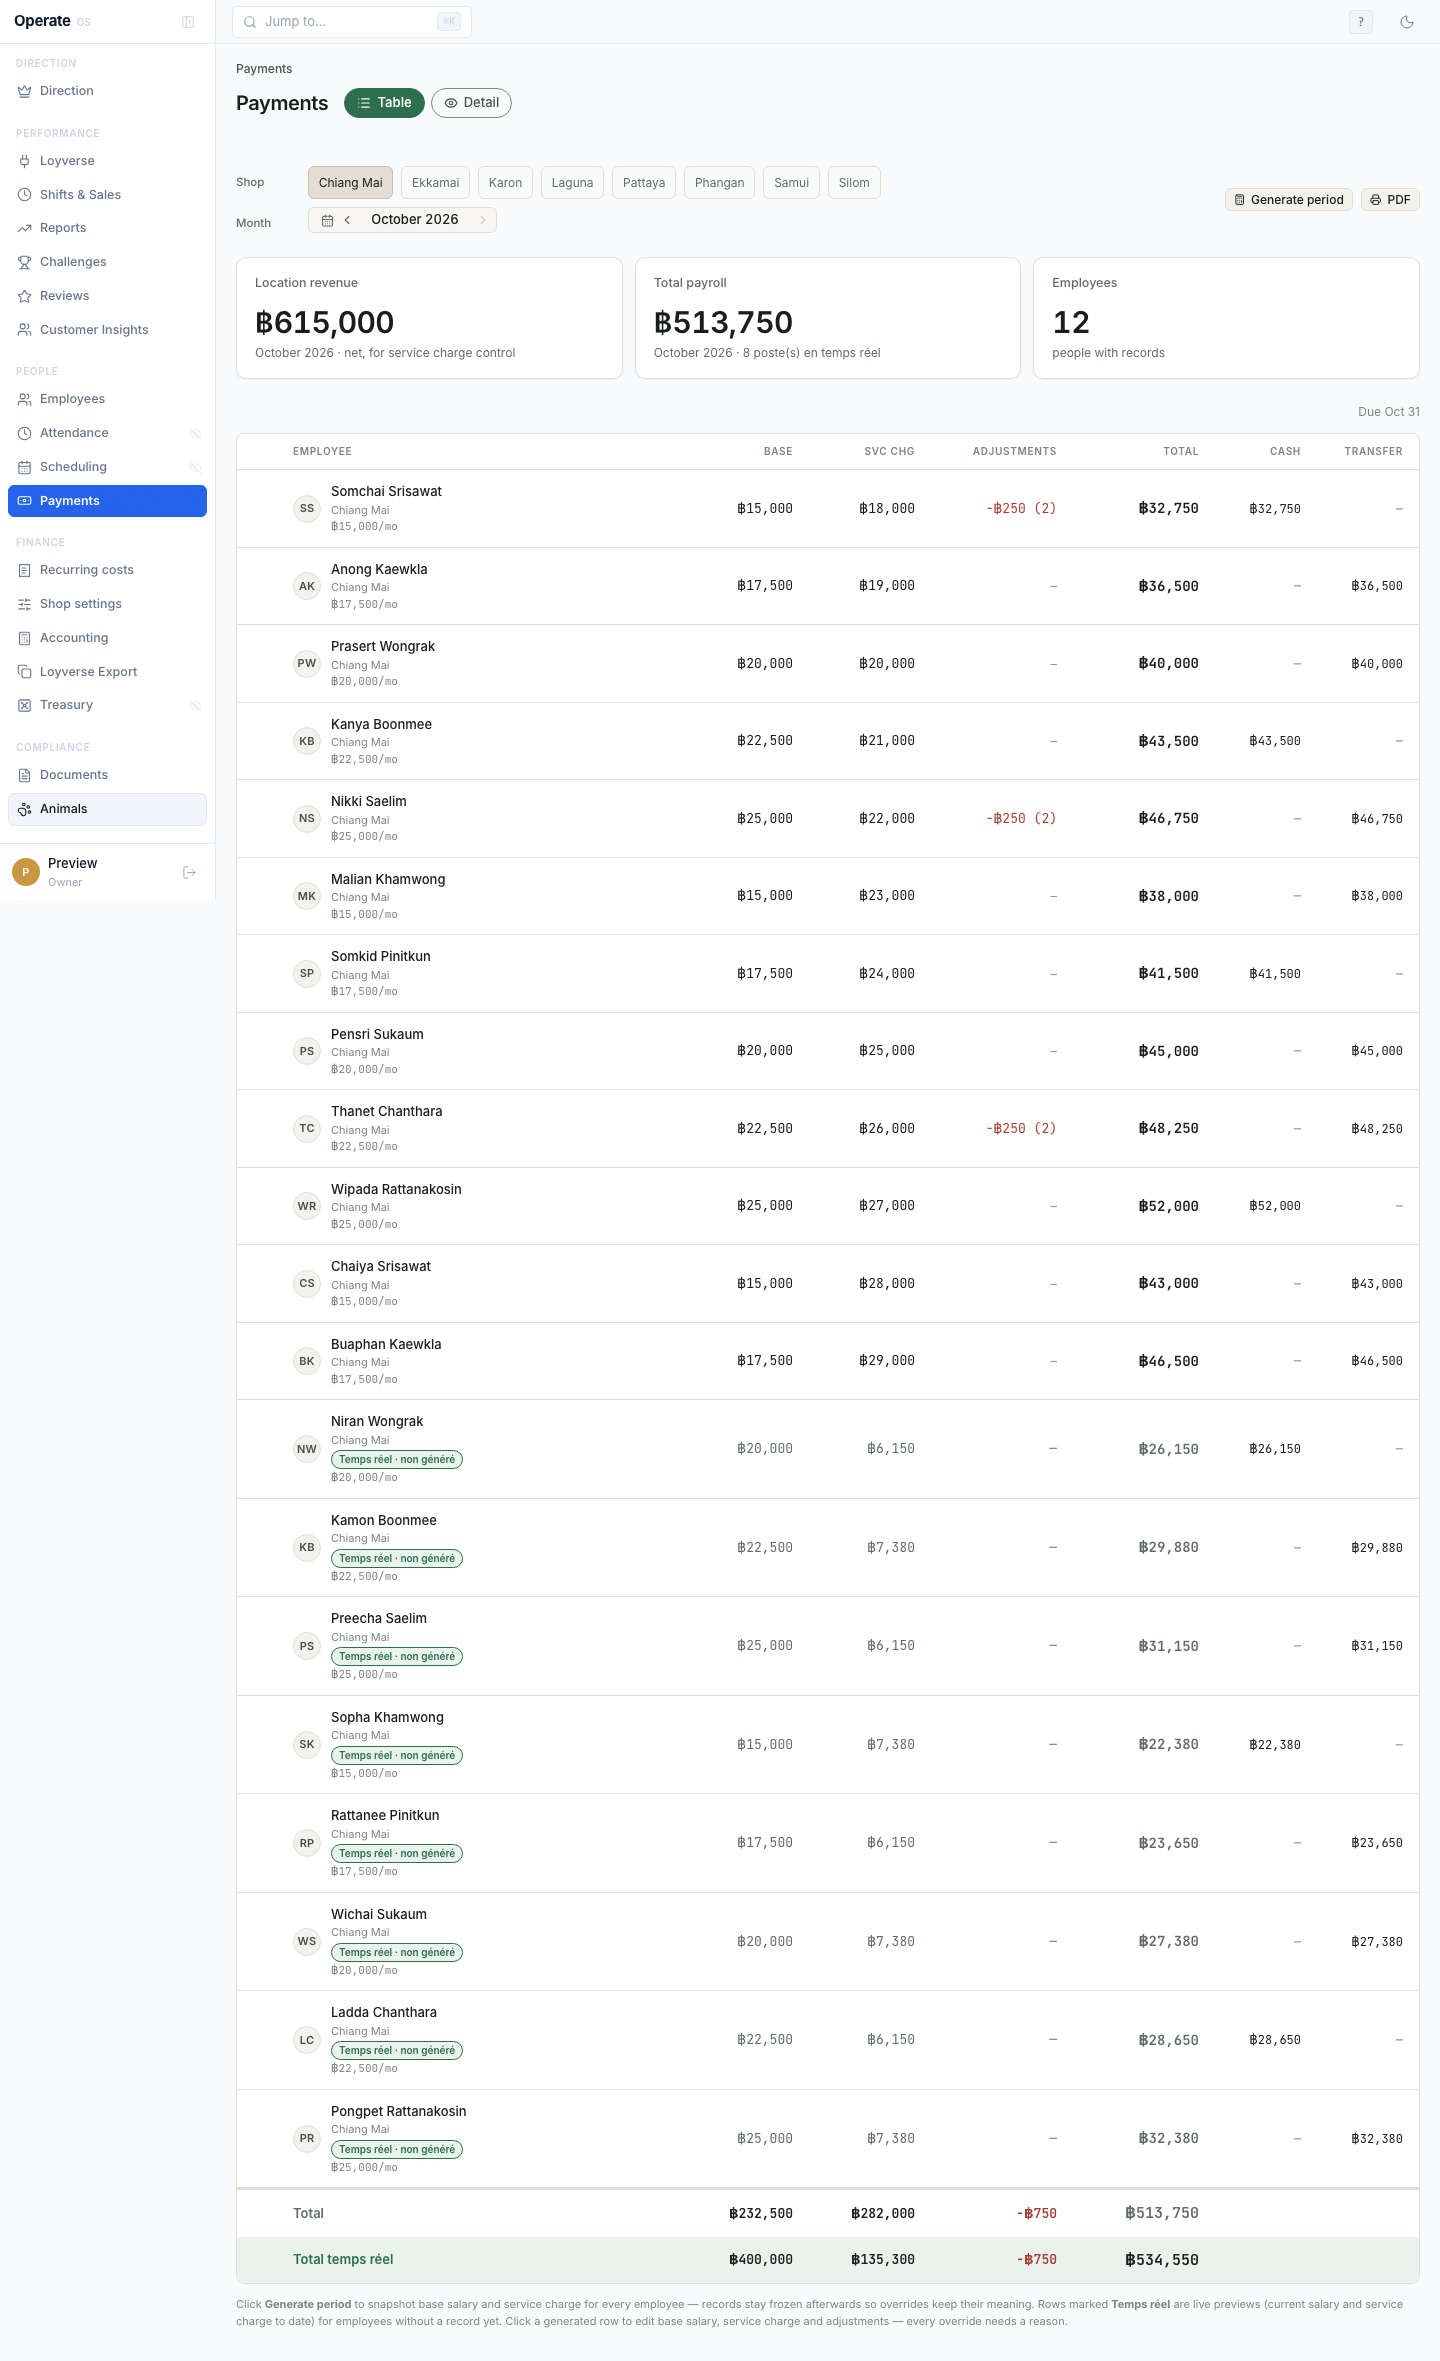 Operate OS
Jump to...
⌘K
?
DIRECTION
Direction
PERFORMANCE
Loyverse
Shifts & Sales
Reports
Challenges
Reviews
Customer Insights
PEOPLE
Employees
Attendance
Scheduling
Payments
FINANCE
Recurring costs
Shop settings
Accounting
Loyverse Export
Treasury
COMPLIANCE
Documents
Animals
P
Preview
Owner
Payments
Payments
Table
Detail
Shop
Chiang Mai
Ekkamai
Karon
Laguna
Pattaya
Phangan
Samui
Silom
Month
October 2026
Generate period
PDF
Location revenue
฿615,000
October 2026 · net, for service charge control
Total payroll
฿513,750
October 2026 · 8 poste(s) en temps réel
Employees
12
people with records
Due Oct 31
EMPLOYEE BASE SVC CHG ADJUSTMENTS TOTAL CASH TRANSFER
Somchai Srisawat
Chiang Mai
SS ฿15,000 ฿18,000 -฿250 (2) ฿32,750 ฿32,750 —
฿15,000/mo
Anong Kaewkla
Chiang Mai
AK ฿17,500 ฿19,000 — ฿36,500 — ฿36,500
฿17,500/mo
Prasert Wongrak
Chiang Mai
PW ฿20,000 ฿20,000 — ฿40,000 — ฿40,000
฿20,000/mo
Kanya Boonmee
Chiang Mai
KB ฿22,500 ฿21,000 — ฿43,500 ฿43,500 —
฿22,500/mo
Nikki Saelim
Chiang Mai
NS ฿25,000 ฿22,000 -฿250 (2) ฿46,750 — ฿46,750
฿25,000/mo
Malian Khamwong
Chiang Mai
MK ฿15,000 ฿23,000 — ฿38,000 — ฿38,000
฿15,000/mo
Somkid Pinitkun
Chiang Mai
SP ฿17,500 ฿24,000 — ฿41,500 ฿41,500 —
฿17,500/mo
Pensri Sukaum
Chiang Mai
PS ฿20,000 ฿25,000 — ฿45,000 — ฿45,000
฿20,000/mo
Thanet Chanthara
Chiang Mai
TC ฿22,500 ฿26,000 -฿250 (2) ฿48,250 — ฿48,250
฿22,500/mo
Wipada Rattanakosin
Chiang Mai
WR ฿25,000 ฿27,000 — ฿52,000 ฿52,000 —
฿25,000/mo
Chaiya Srisawat
Chiang Mai
CS ฿15,000 ฿28,000 — ฿43,000 — ฿43,000
฿15,000/mo
Buaphan Kaewkla
Chiang Mai
BK ฿17,500 ฿29,000 — ฿46,500 — ฿46,500
฿17,500/mo
Niran Wongrak
Chiang Mai
NW ฿20,000 ฿6,150 — ฿26,150 ฿26,150 —
Temps réel · non généré
฿20,000/mo
Kamon Boonmee
Chiang Mai
KB ฿22,500 ฿7,380 — ฿29,880 — ฿29,880
Temps réel · non généré
฿22,500/mo
Preecha Saelim
Chiang Mai
PS ฿25,000 ฿6,150 — ฿31,150 — ฿31,150
Temps réel · non généré
฿25,000/mo
Sopha Khamwong
Chiang Mai
SK ฿15,000 ฿7,380 — ฿22,380 ฿22,380 —
Temps réel · non généré
฿15,000/mo
Rattanee Pinitkun
Chiang Mai
RP ฿17,500 ฿6,150 — ฿23,650 — ฿23,650
Temps réel · non généré
฿17,500/mo
Wichai Sukaum
Chiang Mai
WS ฿20,000 ฿7,380 — ฿27,380 — ฿27,380
Temps réel · non généré
฿20,000/mo
Ladda Chanthara
Chiang Mai
LC ฿22,500 ฿6,150 — ฿28,650 ฿28,650 —
Temps réel · non généré
฿22,500/mo
Pongpet Rattanakosin
Chiang Mai
PR ฿25,000 ฿7,380 — ฿32,380 — ฿32,380
Temps réel · non généré
฿25,000/mo
Total ฿232,500 ฿282,000 -฿750 ฿513,750
Total temps réel ฿400,000 ฿135,300 -฿750 ฿534,550
Click Generate period to snapshot base salary and service charge for every employee — records stay frozen afterwards so overrides keep their meaning. Rows marked Temps réel are live previews (current salary and service
charge to date) for employees without a record yet. Click a generated row to edit base salary, service charge and adjustments — every override needs a reason.